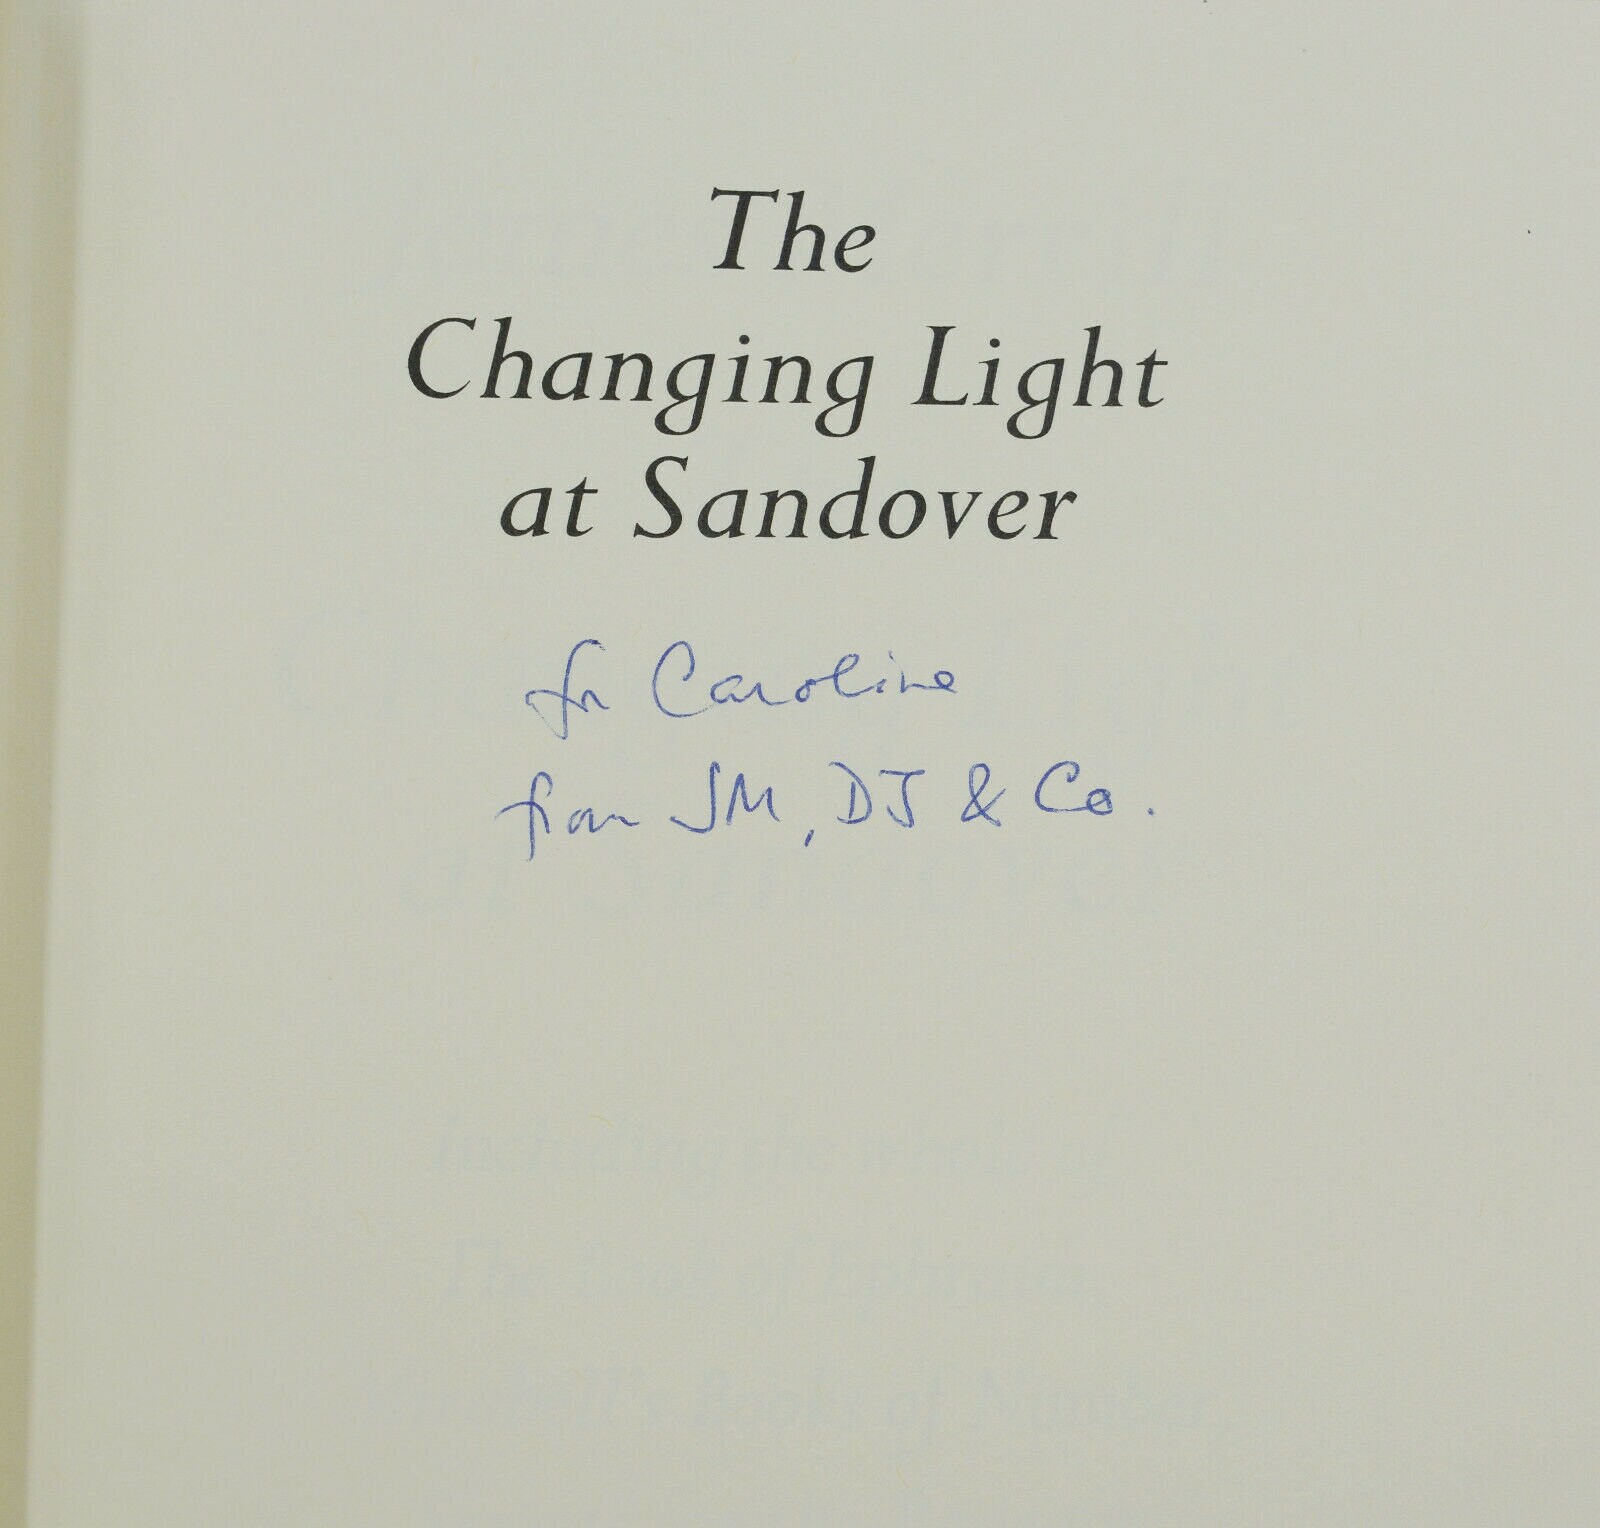 The
Changing Light
at Sandover
for Caroline
from JM, DJ & Co.